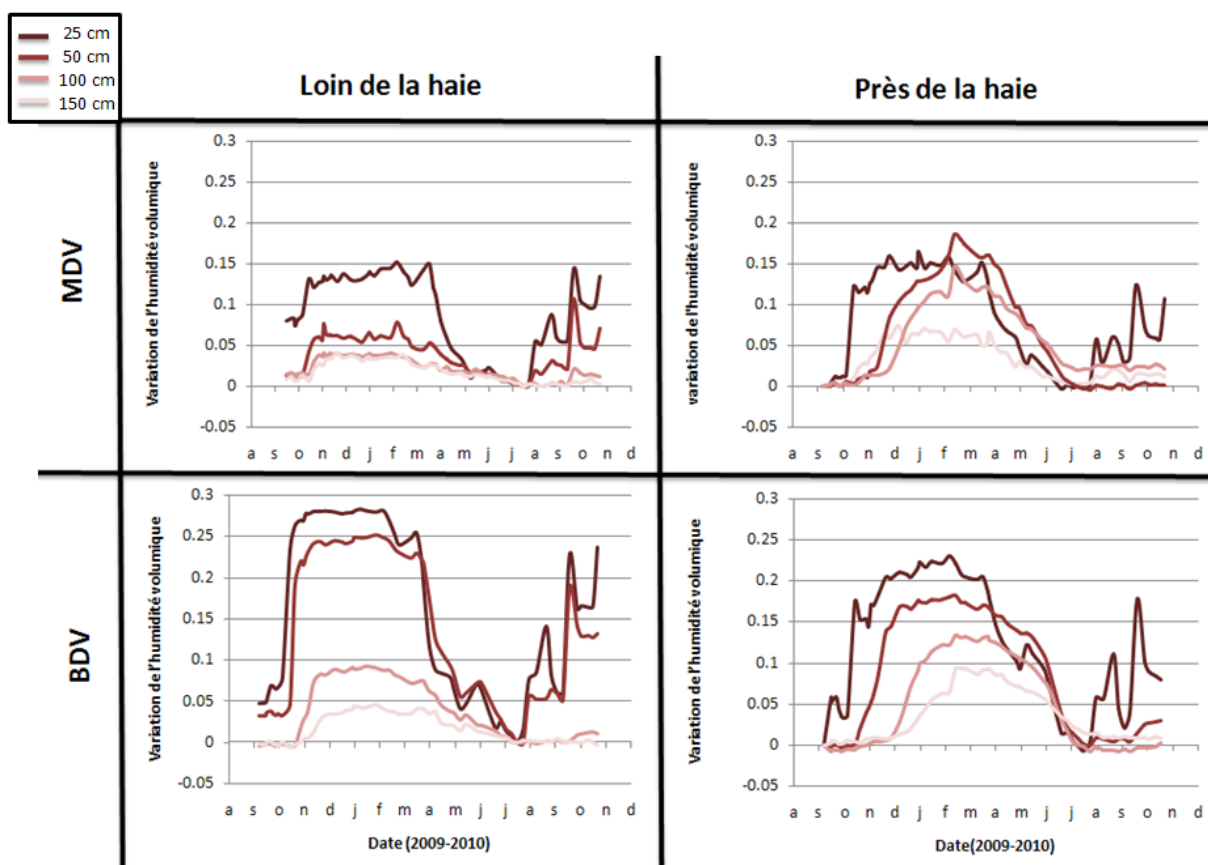 25 cm
50 cm
100 cm
150 cm
Loin de la haie
Près de la haie
MDV
Variation de l'humidité volumique
0.3
0.25
0.2
0.15
0.1
0.05
0
-0.05
a s o n d j f m a m j j a s o n d
variation de l'humidité volumique
0.3
0.25
0.2
0.15
0.1
0.05
0
-0.05
a s o n d j f m a m j j a s o n d
BDV
Variation de l'humidité volumique
0.3
0.25
0.2
0.15
0.1
0.05
0
-0.05
a s o n d j f m a m j j a s o n d
Date (2009-2010)
Variation de l'humidité volumique
0.3
0.25
0.2
0.15
0.1
0.05
0
-0.05
a s o n d j f m a m j j a s o n d
Date(2009-2010)